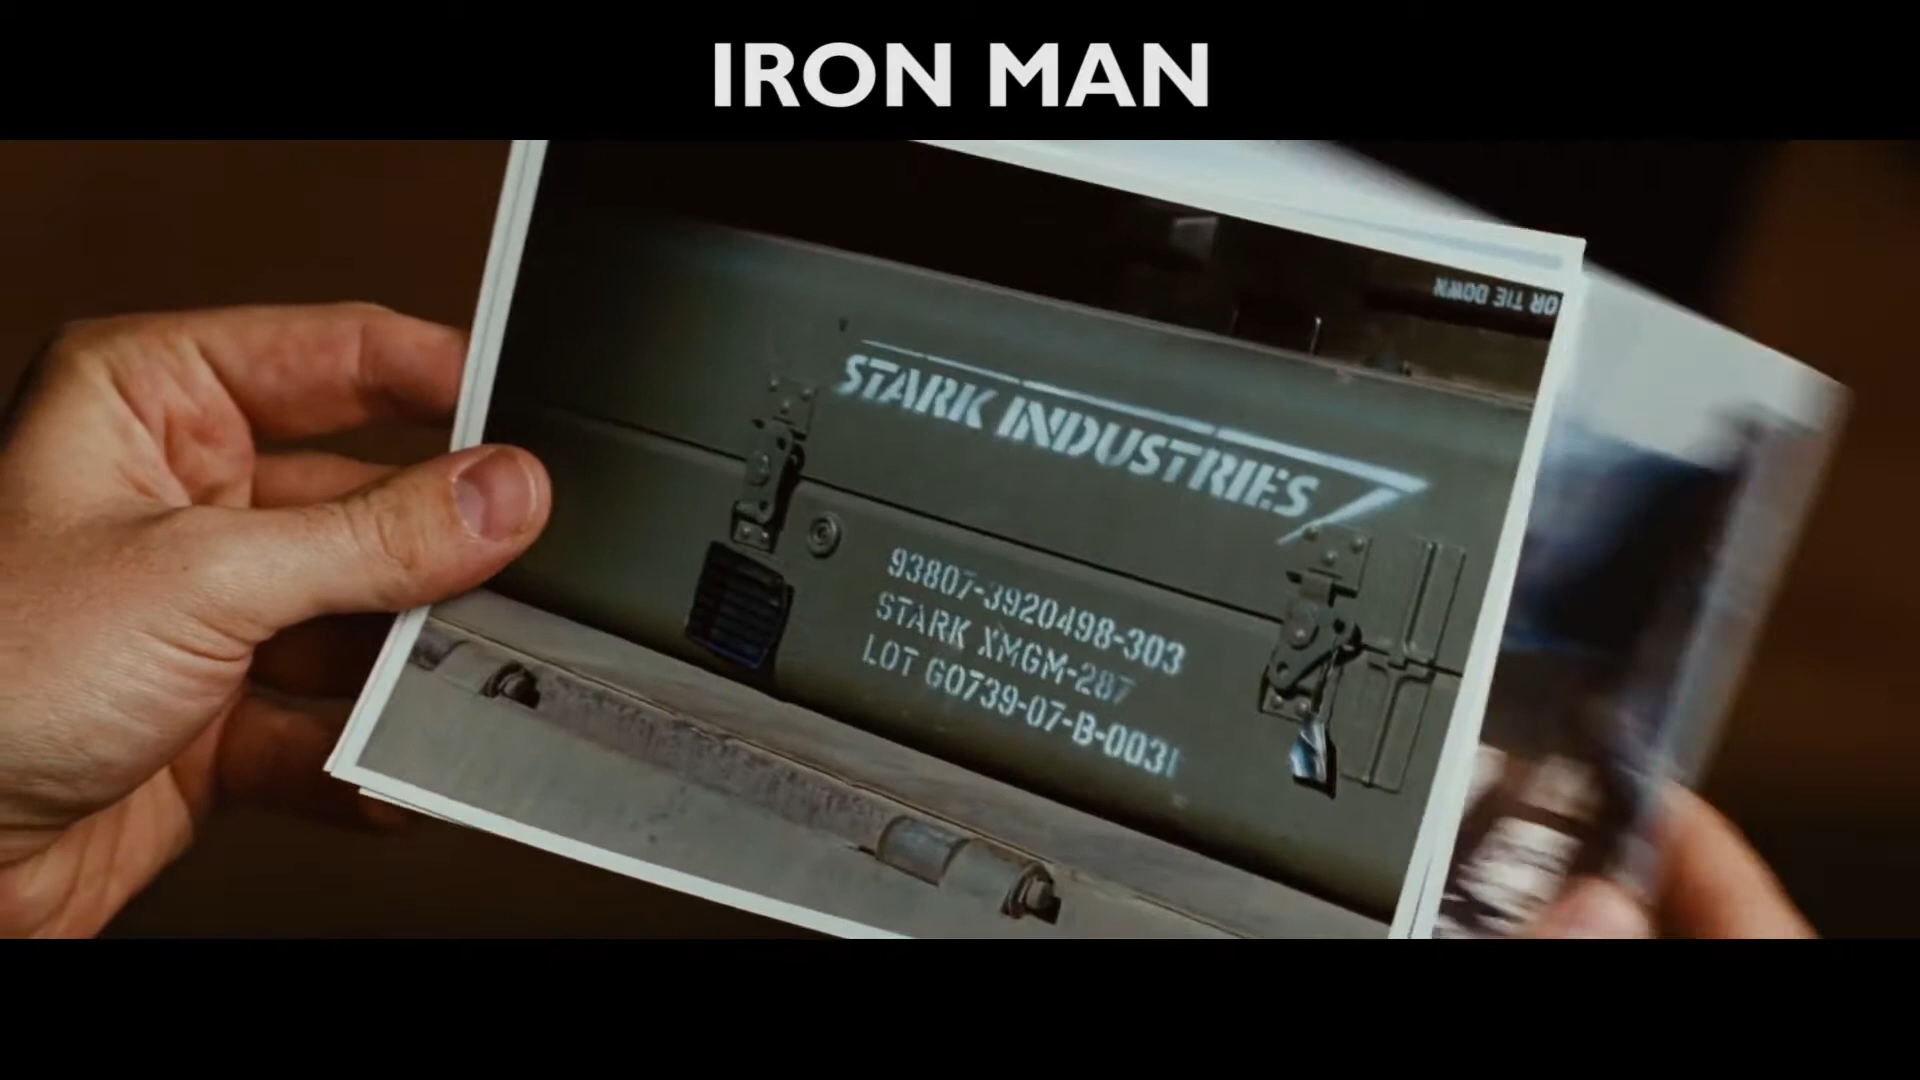 IRON MAN
OR TIE DOWN
STARK INDUSTRIES
93807-3920498-303
STARK XMGM-287
LOT G0739-07-B-0031